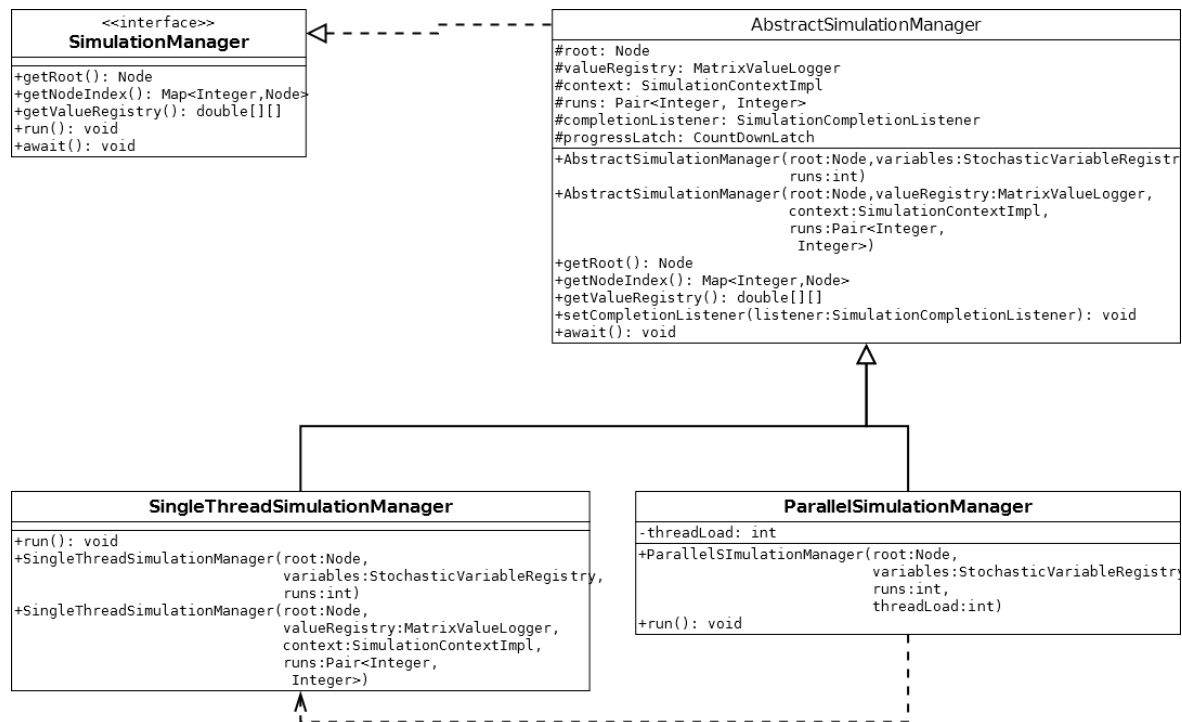 <<interface>>
SimulationManager
+getRoot(): Node
+getNodeIndex(): Map<Integer,Node>
+getValueRegistry(): double[][]
+run(): void
+await(): void
AbstractSimulationManager
#root: Node
#valueRegistry: MatrixValueLogger
#context: SimulationContextImpl
#runs: Pair<Integer, Integer>
#completionListener: SimulationCompletionListener
#progressLatch: CountDownLatch
+AbstractSimulationManager(root:Node,variables:StochasticVariableRegistr
runs:int)
+AbstractSimulationManager(root:Node,valueRegistry:MatrixValueLogger,
context:SimulationContextImpl,
runs:Pair<Integer,
Integer>)
+getRoot(): Node
+getNodeIndex(): Map<Integer,Node>
+getValueRegistry(): double[][]
+setCompletionListener(listener:SimulationCompletionListener): void
+await(): void
SingleThreadSimulationManager
+run(): void
+SingleThreadSimulationManager(root:Node,
variables:StochasticVariableRegistry,
runs:int)
+SingleThreadSimulationManager(root:Node,
valueRegistry:MatrixValueLogger,
context:SimulationContextImpl,
runs:Pair<Integer,
Integer>)
ParallelSimulationManager
-threadLoad: int
+ParallelSImulationManager(root:Node,
variables:StochasticVariableRegistry
runs:int,
threadLoad:int)
+run(): void